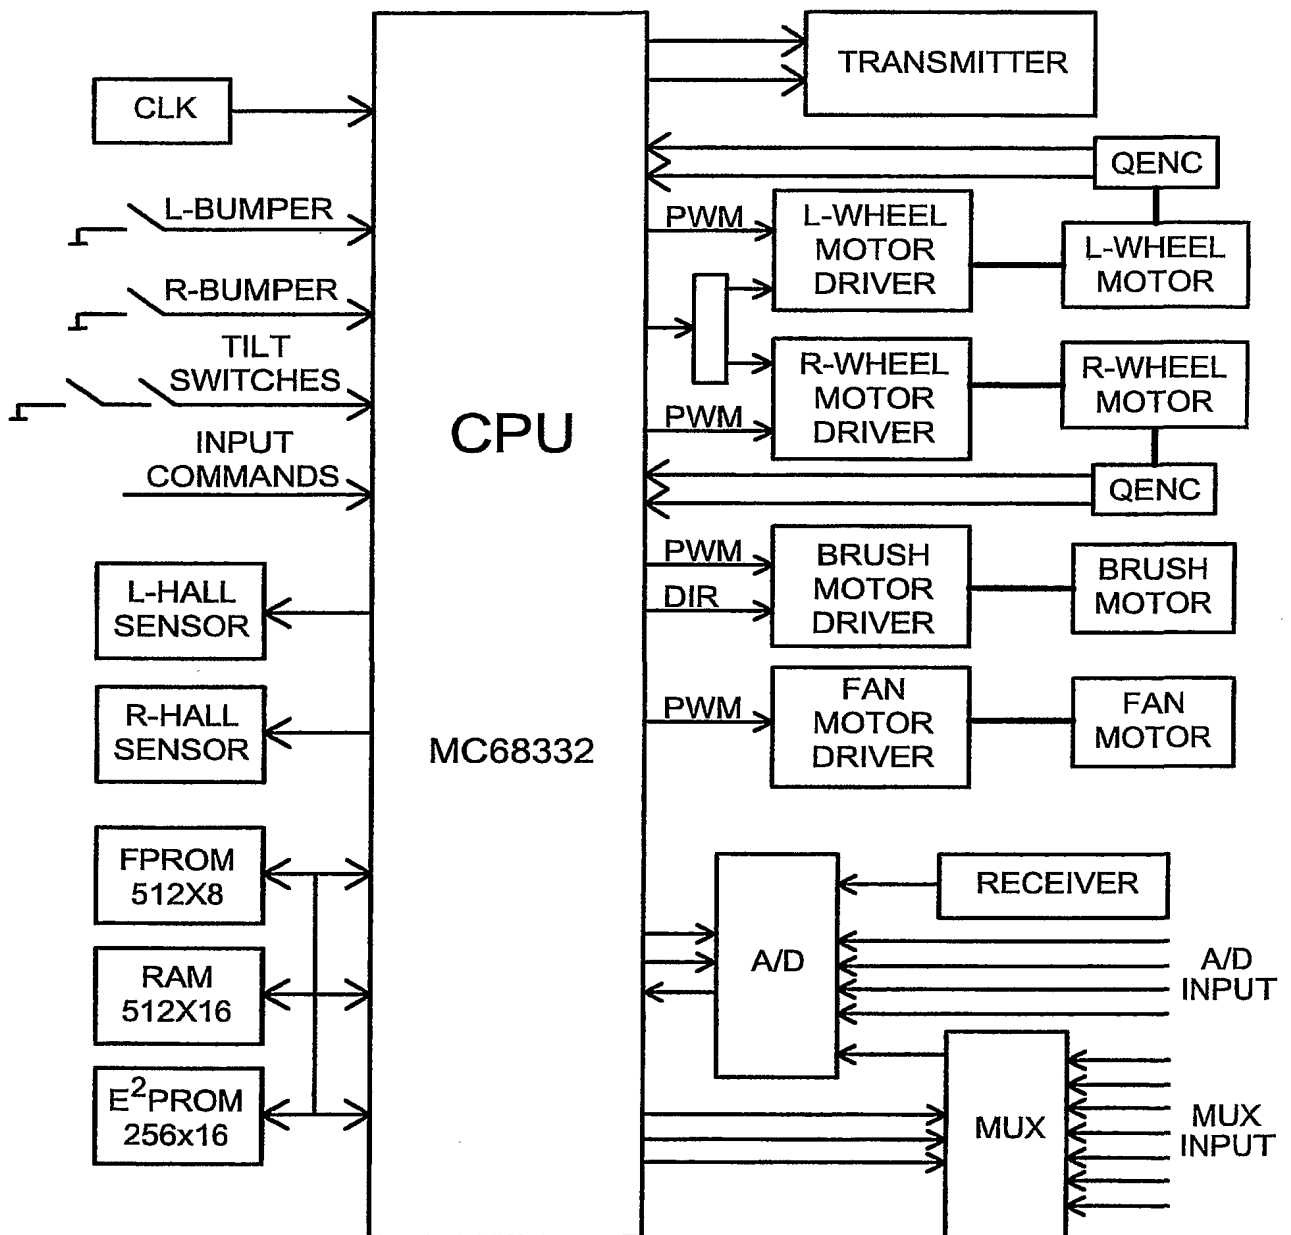 TRANSMITTER
CLK
QENC
L-BUMPER
PWM
L-WHEEL
MOTOR
DRIVER
L-WHEEL
MOTOR
R-BUMPER
TILT
SWITCHES
R-WHEEL
MOTOR
DRIVER
R-WHEEL
MOTOR
CPU
PWM
INPUT
COMMANDS
QENC
PWM
DIR
BRUSH
MOTOR
DRIVER
BRUSH
MOTOR
L-HALL
SENSOR
R-HALL
SENSOR
MC68332
PWM
FAN
MOTOR
DRIVER
FAN
MOTOR
FPROM
512X8
RECEIVER
A/D
A/D
INPUT
RAM
512X16
E²PROM
256x16
MUX
MUX
INPUT